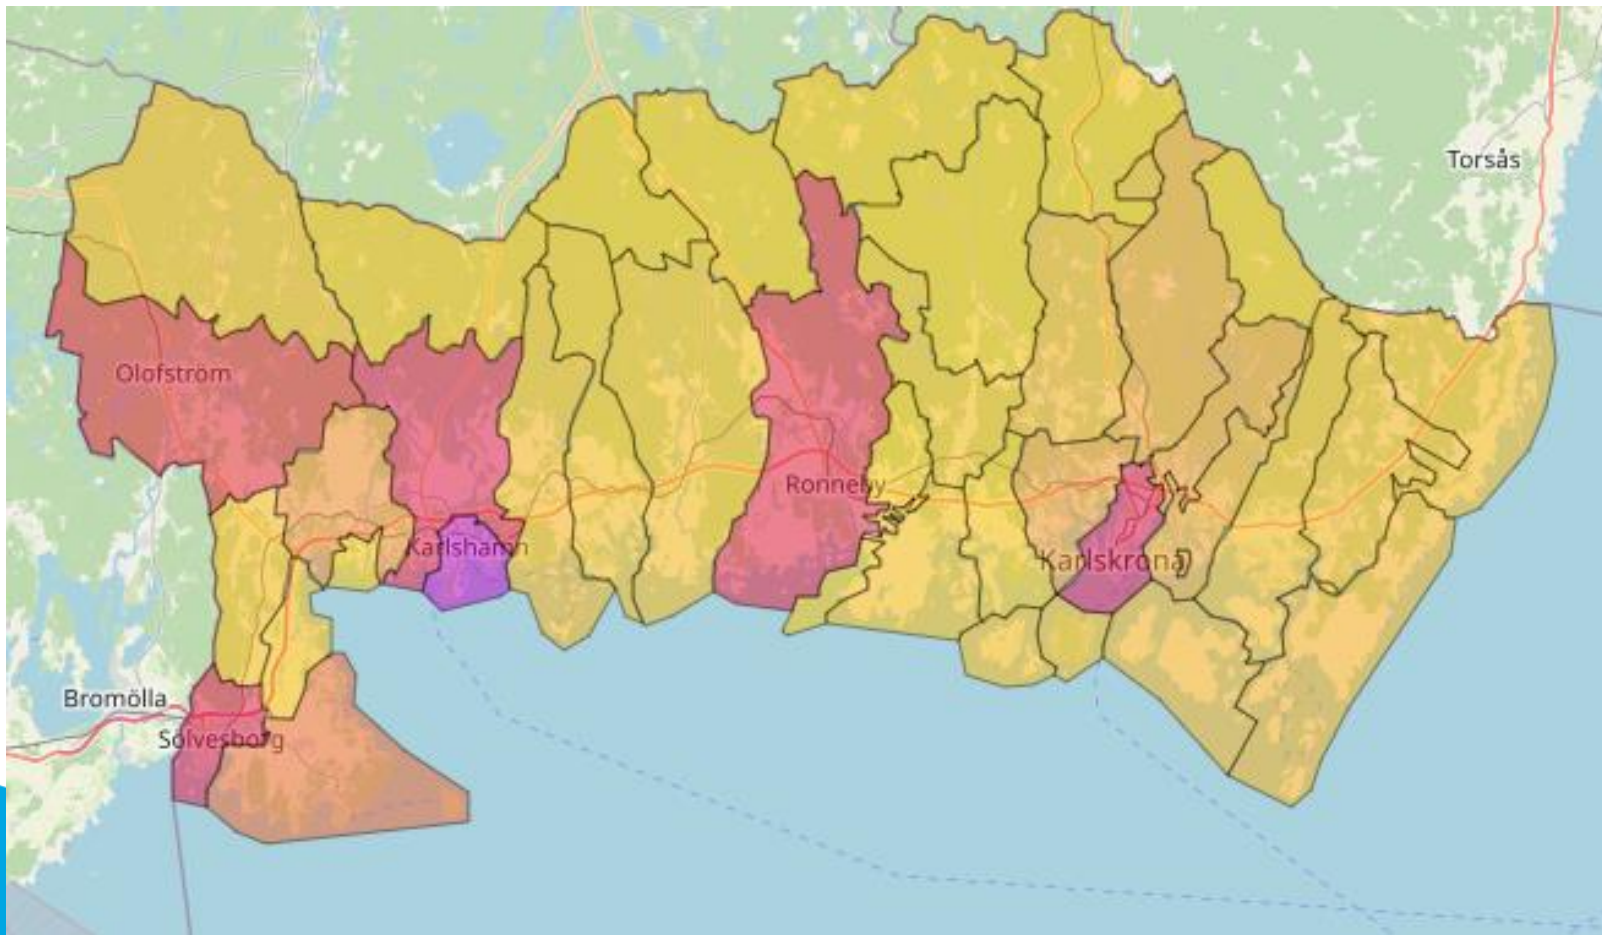 Torsås
Olofström
Ronneby
Karlshamn
Karlskrona
Bromölla
Sölvesborg